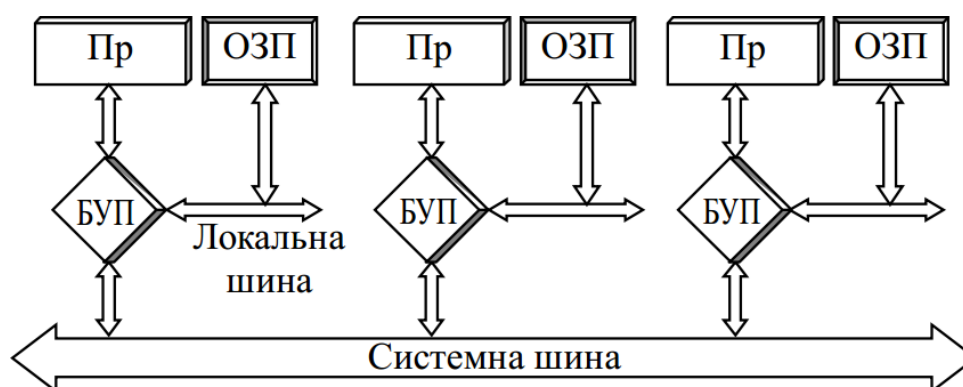 Пр ОЗП Пр ОЗП Пр ОЗП
БУП БУП БУП
Локальна
шина
Системна шина